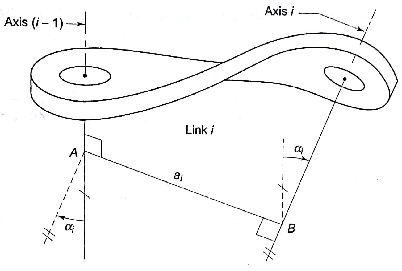 Axis i
Axis (i – 1)
Link i
αi
A
ai
B
αi